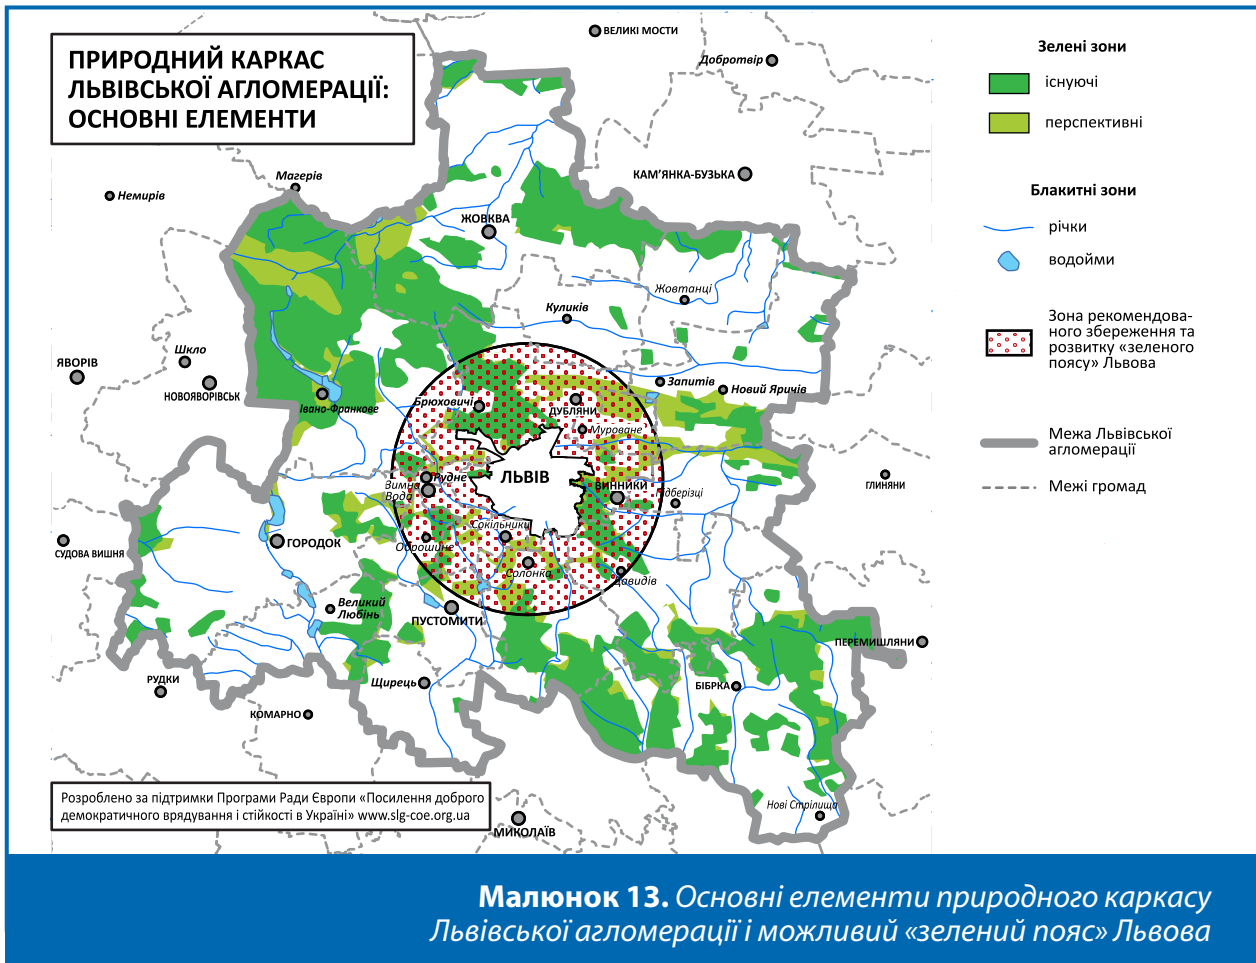 ПРИРОДНИЙ КАРКАС
ЛЬВІВСЬКОЇ АГЛОМЕРАЦІЇ:
ОСНОВНІ ЕЛЕМЕНТИ
ВЕЛИКІ МОСТИ
Добротвір
КАМ’ЯНКА-БУЗЬКА
Магерів
Немирів
ЖОВКВА
Жовтанці
Куликів
Шкло
ЯВОРІВ
НОВОЯВОРІВСЬК
Івано-Франкове
Брюховичі
ДУБЛЯНИ
Запитів
Новий Яричів
Муроване
ЛЬВІВ
Рудне
Зимна
Вода
ВИННИКИ
Підберізці
ГЛИНЯНИ
Сокільники
Оброшине
Солонка
Давидів
СУДОВА ВИШНЯ
ГОРОДОК
Великий
Любінь
ПУСТОМИТИ
ПЕРЕМИШЛЯНИ
РУДКИ
Щирець
БІБРКА
КОМАРНО
Нові Стрілища
МИКОЛАЇВ
Зелені зони
існуючі
перспективні
Блакитні зони
річки
водойми
Зона рекомендова-
ного збереження та
розвитку «зеленого
поясу» Львова
Межа Львівської
агломерації
Межі громад
Розроблено за підтримки Програми Ради Європи «Посилення доброго
демократичного врядування і стійкості в Україні» www.slg-coe.org.ua
Малюнок 13. Основні елементи природного каркасу
Львівської агломерації і можливий «зелений пояс» Львова